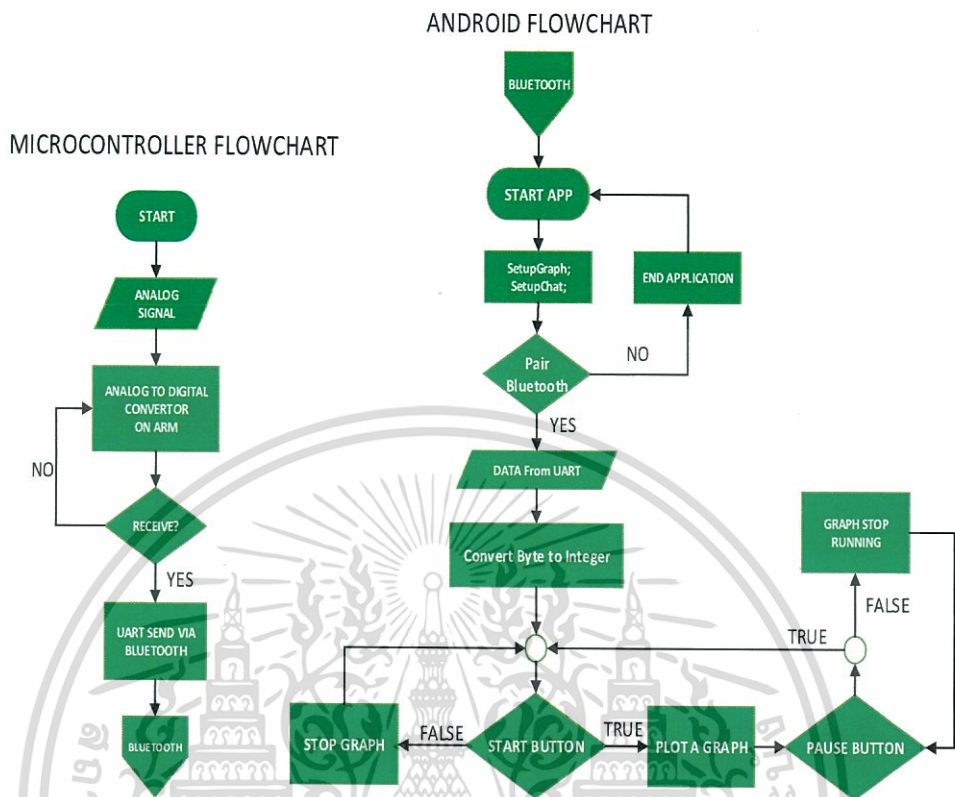 ANDROID FLOWCHART
BLUETOOTH
START APP
SetupGraph;
SetupChat;
END APPLICATION
Pair
Bluetooth
NO
YES
DATA From UART
Convert Byte to Integer
GRAPH STOP
RUNNING
FALSE
TRUE
STOP GRAPH
FALSE
START BUTTON
TRUE
PLOT A GRAPH
PAUSE BUTTON
MICROCONTROLLER FLOWCHART
START
ANALOG
SIGNAL
ANALOG TO DIGITAL
CONVERTOR
ON ARM
NO
RECEIVE?
YES
UART SEND VIA
BLUETOOTH
BLUETOOTH